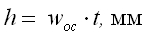 h = w_ос · t, мм